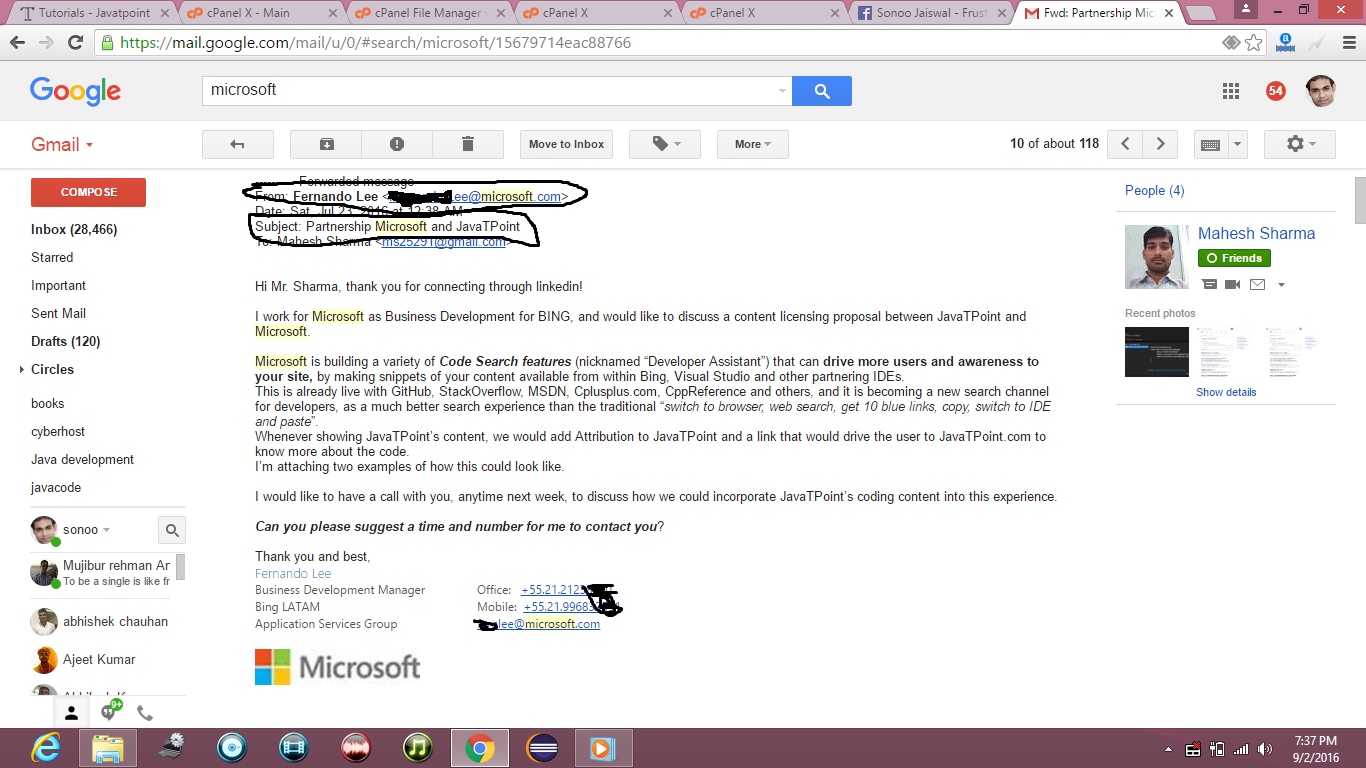 Tutorials - Javatpoint
cPanel X - Main
cPanel File Manager
cPanel X
cPanel X
Sonoo Jaiswal - Frust
Fwd: Partnership Mic
https://mail.google.com/mail/u/0/#search/microsoft/15679714eac88766
Google
microsoft
54
Gmail
Move to Inbox
More
10 of about 118
COMPOSE
Inbox (28,466)
Starred
Important
Sent Mail
Drafts (120)
Circles
books
cyberhost
Java development
javacode
sonoo
Mujibur rehman Ar
To be a single is like fr
abhishek chauhan
Ajeet Kumar
9+
Forwarded message
From: Fernando Lee < lee@microsoft.com>
Date: Sat, Jul 23, 2016 at 12:38 AM
Subject: Partnership Microsoft and JavaTPoint
To: Mahesh Sharma <ms25291@gmail.com>
Hi Mr. Sharma, thank you for connecting through linkedin!
I work for Microsoft as Business Development for BING, and would like to discuss a content licensing proposal between JavaTPoint and
Microsoft.
Microsoft is building a variety of Code Search features (nicknamed “Developer Assistant”) that can drive more users and awareness to
your site, by making snippets of your content available from within Bing, Visual Studio and other partnering IDEs.
This is already live with GitHub, StackOverflow, MSDN, Cplusplus.com, CppReference and others, and it is becoming a new search channel
for developers, as a much better search experience than the traditional “switch to browser, web search, get 10 blue links, copy, switch to IDE
and paste”.
Whenever showing JavaTPoint’s content, we would add Attribution to JavaTPoint and a link that would drive the user to JavaTPoint.com to
know more about the code.
I’m attaching two examples of how this could look like.
I would like to have a call with you, anytime next week, to discuss how we could incorporate JavaTPoint’s coding content into this experience.
Can you please suggest a time and number for me to contact you?
Thank you and best,
Fernando Lee
Business Development Manager Office: +55.21.212
Bing LATAM Mobile: +55.21.9968
Application Services Group lee@microsoft.com
Microsoft
People (4)
Mahesh Sharma
Friends
Recent photos
Show details
7:37 PM
9/2/2016